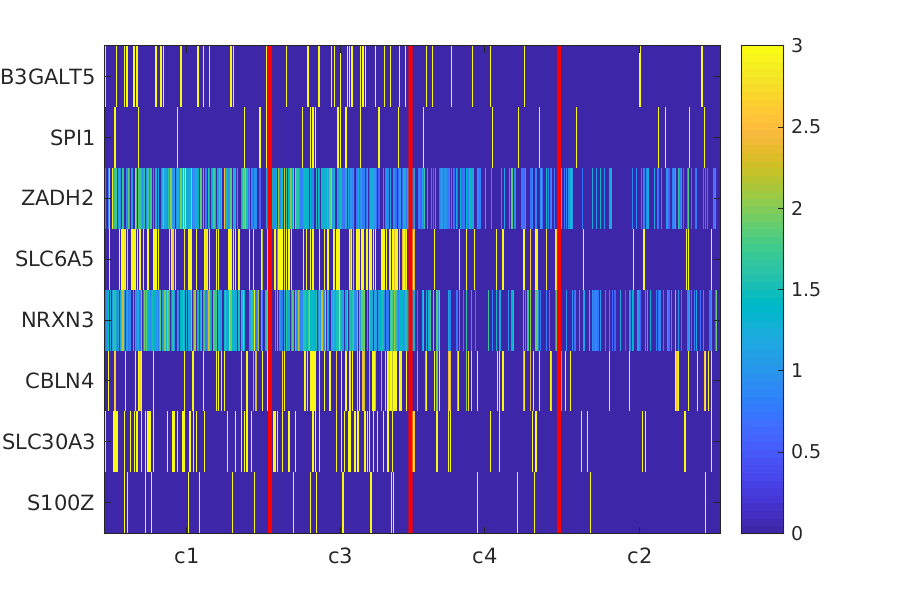 B3GALT5
SPI1
ZADH2
SLC6A5
NRXN3
CBLN4
SLC30A3
S100Z
c1 c3 c4 c2
3
2.5
2
1.5
1
0.5
0